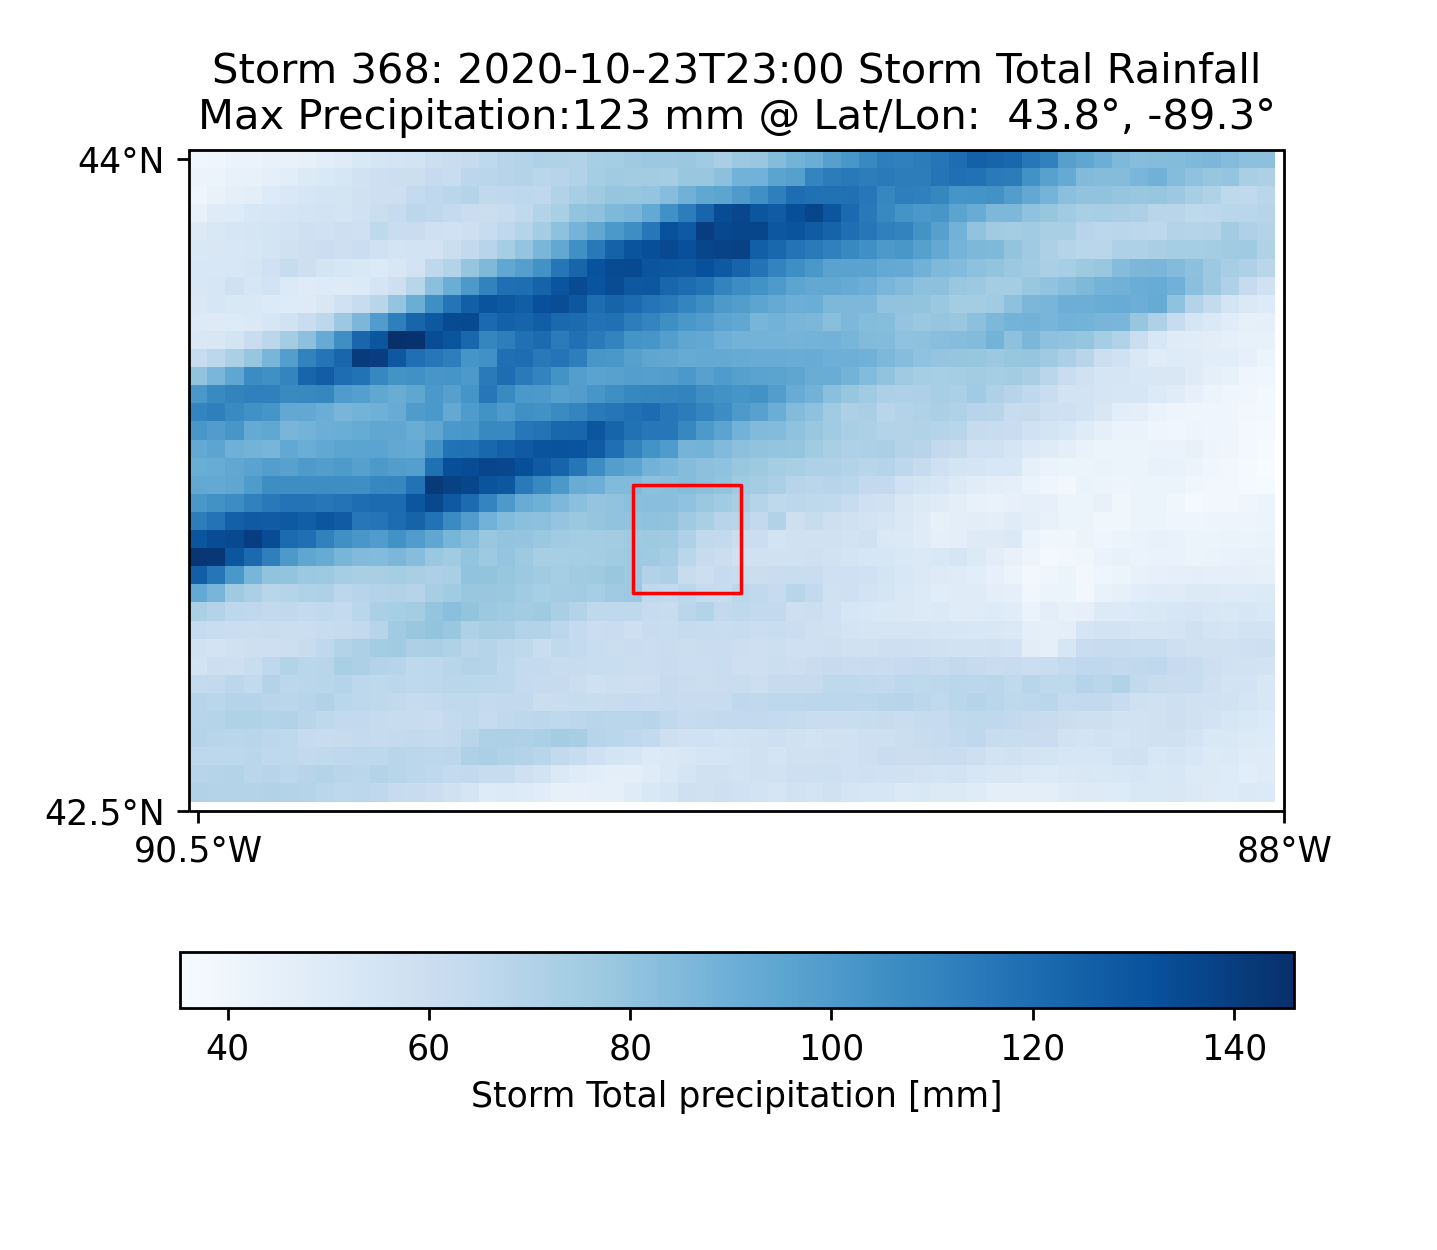 Storm 368: 2020-10-23T23:00 Storm Total Rainfall
Max Precipitation:123 mm @ Lat/Lon:  43.8°, -89.3°
44°N
42.5°N
90.5°W 88°W
40 60 80 100 120 140
Storm Total precipitation [mm]